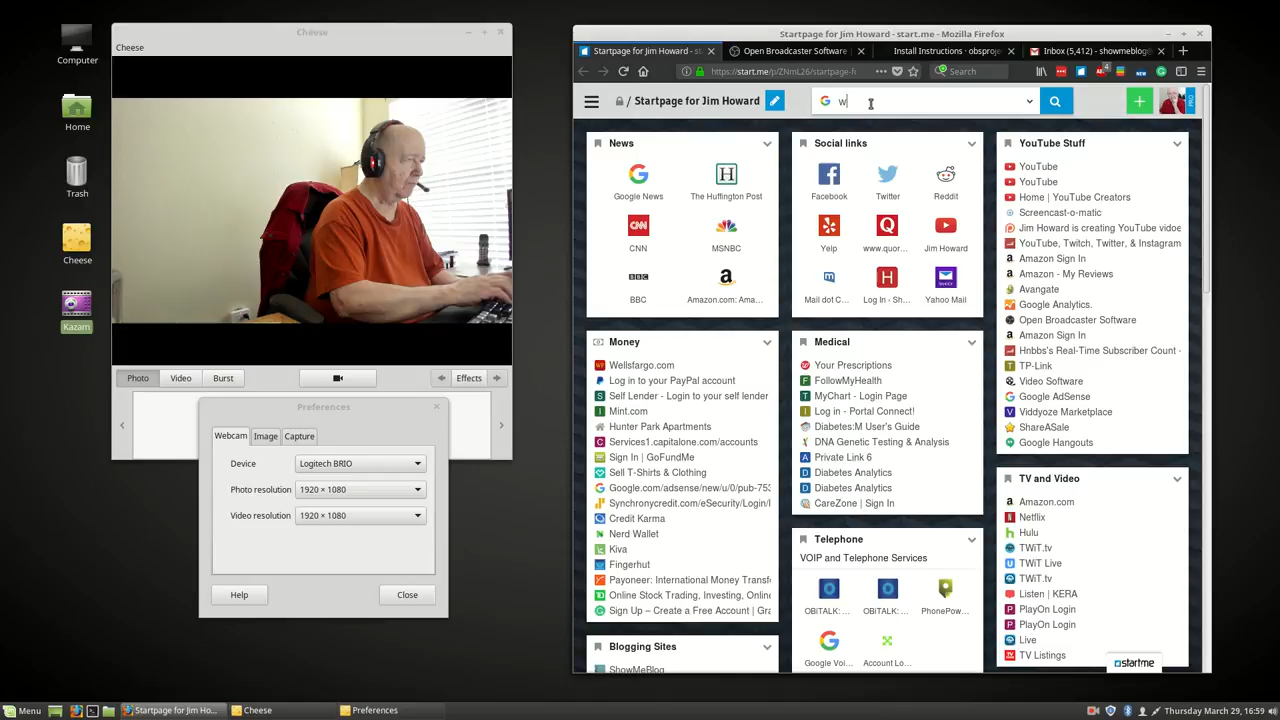 Computer
Home
Trash
Cheese
Kazam
Cheese
Cheese
Photo
Video
Burst
Effects
Preferences
Webcam
Image
Capture
Device
Logitech BRIO
Photo resolution
1920 × 1080
Video resolution
1920 × 1080
Help
Close
Startpage for Jim Howard - start.me - Mozilla Firefox
Startpage for Jim Howard - st
Open Broadcaster Software
Install Instructions · obsproje
Inbox (5,412) - showmeblog@
https://start.me/p/ZNmL26/startpage-f
Search
4
/ Startpage for Jim Howard
w
PRO
News
Google News
The Huffington Post
CNN
MSNBC
BBC
Amazon.com: Ama...
Money
Wellsfargo.com
Log in to your PayPal account
Self Lender - Login to your self lender
Mint.com
Hunter Park Apartments
Services1.capitalone.com/accounts
Sign In | GoFundMe
Sell T-Shirts & Clothing
Google.com/adsense/new/u/0/pub-753
Synchronycredit.com/eSecurity/Login/l
Credit Karma
Nerd Wallet
Kiva
Fingerhut
Payoneer: International Money Transf
Online Stock Trading, Investing, Onlin
Sign Up – Create a Free Account | Gra
Blogging Sites
ShowMeBlog
Social links
Facebook
Twitter
Reddit
Yelp
www.quor...
Jim Howard
Mail dot C...
Log In - Sh...
Yahoo Mail
Medical
Your Prescriptions
FollowMyHealth
MyChart - Login Page
Log in - Portal Connect!
Diabetes:M User's Guide
DNA Genetic Testing & Analysis
Private Link 6
Diabetes Analytics
Diabetes Analytics
CareZone | Sign In
Telephone
VOIP and Telephone Services
OBiTALK: ...
OBiTALK: ...
PhonePow...
Google Voi...
Account Lo...
YouTube Stuff
YouTube
YouTube
Home | YouTube Creators
Screencast-o-matic
Jim Howard is creating YouTube videos
YouTube, Twitch, Twitter, & Instagram
Amazon Sign In
Amazon - My Reviews
Avangate
Google Analytics.
Open Broadcaster Software
Amazon Sign In
Hnbbs's Real-Time Subscriber Count -
TP-Link
Video Software
Google AdSense
Viddyoze Marketplace
ShareASale
Google Hangouts
TV and Video
Amazon.com
Netflix
Hulu
TWiT.tv
TWiT Live
TWiT.tv
Listen | KERA
PlayOn Login
PlayOn Login
Live
TV Listings
startme
Menu
Startpage for Jim Ho...
Cheese
Preferences
Thursday March 29, 16:59